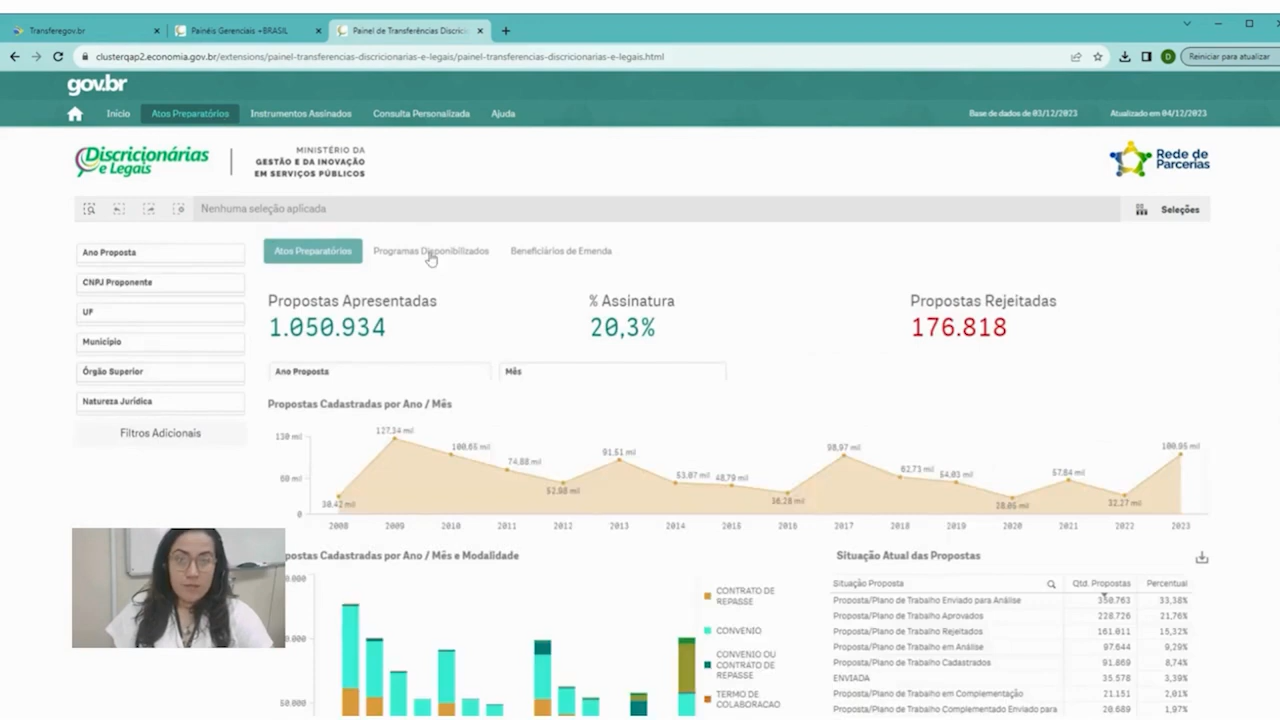 Transferegov.br
Painéis Gerenciais +BRASIL
Painel de Transferências Discrici
clusterqap2.economia.gov.br/extensions/painel-transferencias-discricionarias-e-legais/painel-transferencias-discricionarias-e-legais.html
D
Reiniciar para atualizar
gov.br
Início Atos Preparatórios Instrumentos Assinados Consulta Personalizada Ajuda
Base de dados de 03/12/2023 Atualizado em 04/12/2023
Discricionárias
e Legais
MINISTÉRIO DA
GESTÃO E DA INOVAÇÃO
EM SERVIÇOS PÚBLICOS
Rede de
Parcerias
Nenhuma seleção aplicada
Seleções
Ano Proposta
CNPJ Proponente
UF
Município
Órgão Superior
Natureza Jurídica
Filtros Adicionais
Atos Preparatórios Programas Disponibilizados Beneficiários de Emenda
Propostas Apresentadas
1.050.934
% Assinatura
20,3%
Propostas Rejeitadas
176.818
Ano Proposta
Mês
Propostas Cadastradas por Ano / Mês
130 mil
60 mil
0
30,42 mil
127,34 mil
100,65 mil
74,88 mil
52,98 mil
91,51 mil
53,07 mil
48,79 mil
36,28 mil
98,97 mil
62,73 mil
54,03 mil
28,05 mil
57,84 mil
32,27 mil
100,95 mil
2008 2009 2010 2011 2012 2013 2014 2015 2016 2017 2018 2019 2020 2021 2022 2023
postas Cadastradas por Ano / Mês e Modalidade
50.000
CONTRATO DE
REPASSE
CONVENIO
CONVENIO OU
CONTRATO DE
REPASSE
TERMO DE
COLABORACAO
Situação Atual das Propostas
Situação Proposta Qtd. Propostas Percentual
Proposta/Plano de Trabalho Enviado para Análise 350.763 33,38%
Proposta/Plano de Trabalho Aprovados 228.726 21,76%
Proposta/Plano de Trabalho Rejeitados 161.011 15,32%
Proposta/Plano de Trabalho em Análise 97.644 9,29%
Proposta/Plano de Trabalho Cadastrados 91.869 8,74%
ENVIADA 35.578 3,39%
Proposta/Plano de Trabalho em Complementação 21.151 2,01%
Proposta/Plano de Trabalho Complementado Enviado para 20.689 1,97%